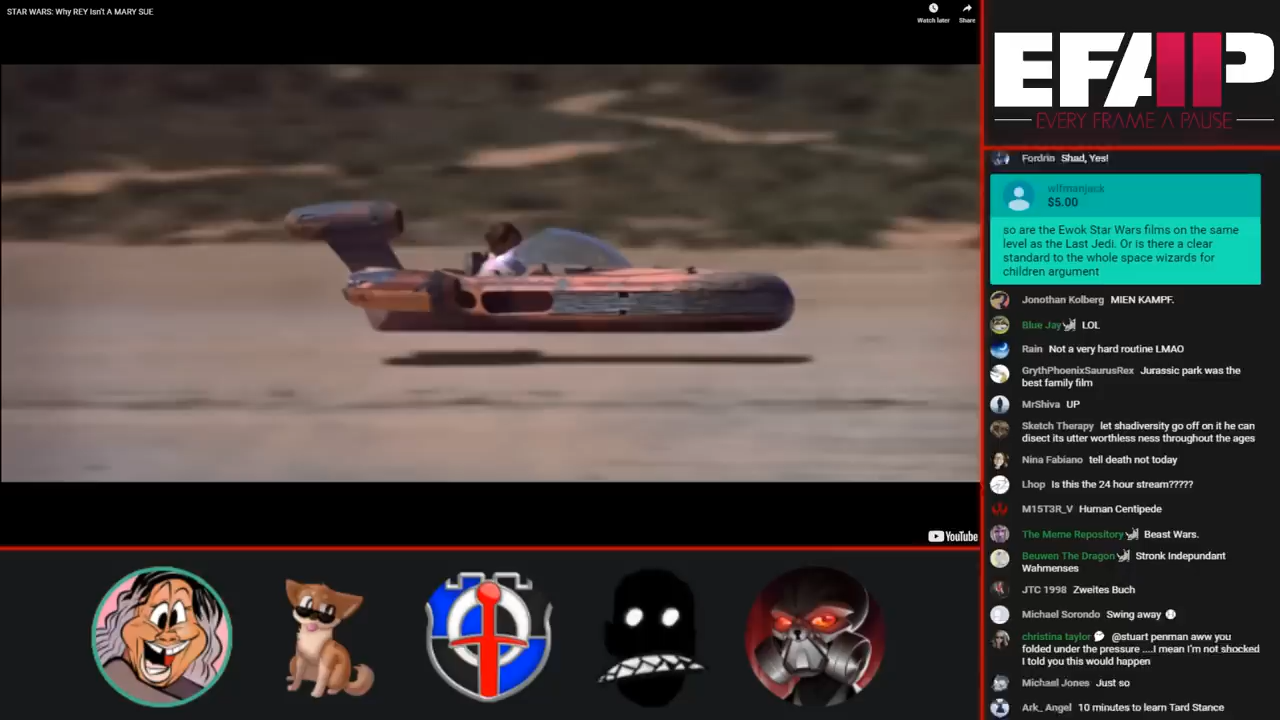 STAR WARS: Why REY Isn't A MARY SUE
Watch later
Share
YouTube
EFAP
EVERY FRAME A PAUSE
Fordrin Shad, Yes!
wlfmanjack
$5.00
so are the Ewok Star Wars films on the same
level as the Last Jedi. Or is there a clear
standard to the whole space wizards for
children argument
Jonothan Kolberg MIEN KAMPF.
Blue Jay LOL
Rain Not a very hard routine LMAO
GrythPhoenixSaurusRex Jurassic park was the
best family film
MrShiva UP
Sketch Therapy let shadiversity go off on it he can
disect its utter worthless ness throughout the ages
Nina Fabiano tell death not today
Lhop Is this the 24 hour stream?????
M15T3R_V Human Centipede
The Meme Repository Beast Wars.
Beuwen The Dragon Stronk Indepundant
Wahmenses
JTC 1998 Zweites Buch
Michael Sorondo Swing away
christina taylor @stuart penman aww you
folded under the pressure ....I mean I'm not shocked
I told you this would happen
Michael Jones Just so
Ark_ Angel 10 minutes to learn Tard Stance